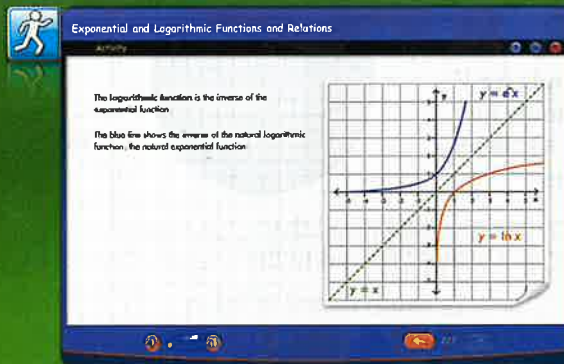 Exponential and Logarithmic Functions and Relations
Activity
The logarithmic function is the inverse of the
exponential function
The blue line shows the inverse of the natural logarithmic
function, the natural exponential function
y = e^x
y
x
y = ln x
y = x